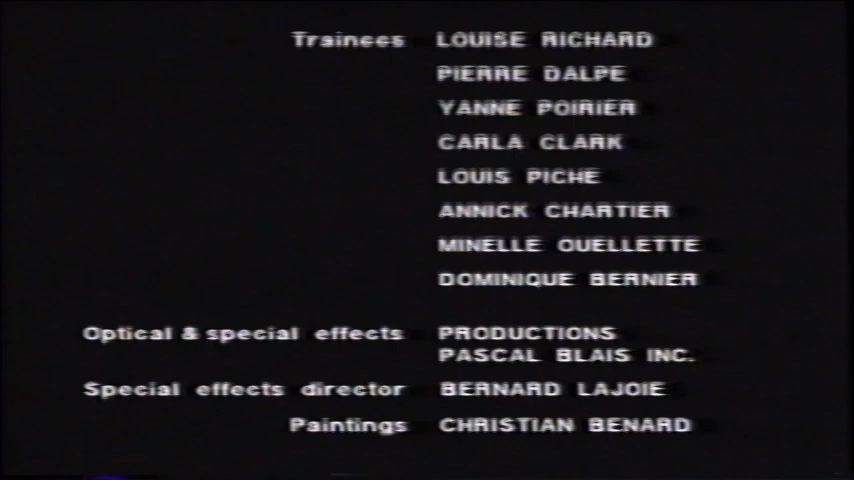 Trainees LOUISE RICHARD
PIERRE DALPE
YANNE POIRIER
CARLA CLARK
LOUIS PICHE
ANNICK CHARTIER
MINELLE OUELLETTE
DOMINIQUE BERNIER
Optical & special effects PRODUCTIONS
PASCAL BLAIS INC.
Special effects director BERNARD LAJOIE
Paintings CHRISTIAN BENARD